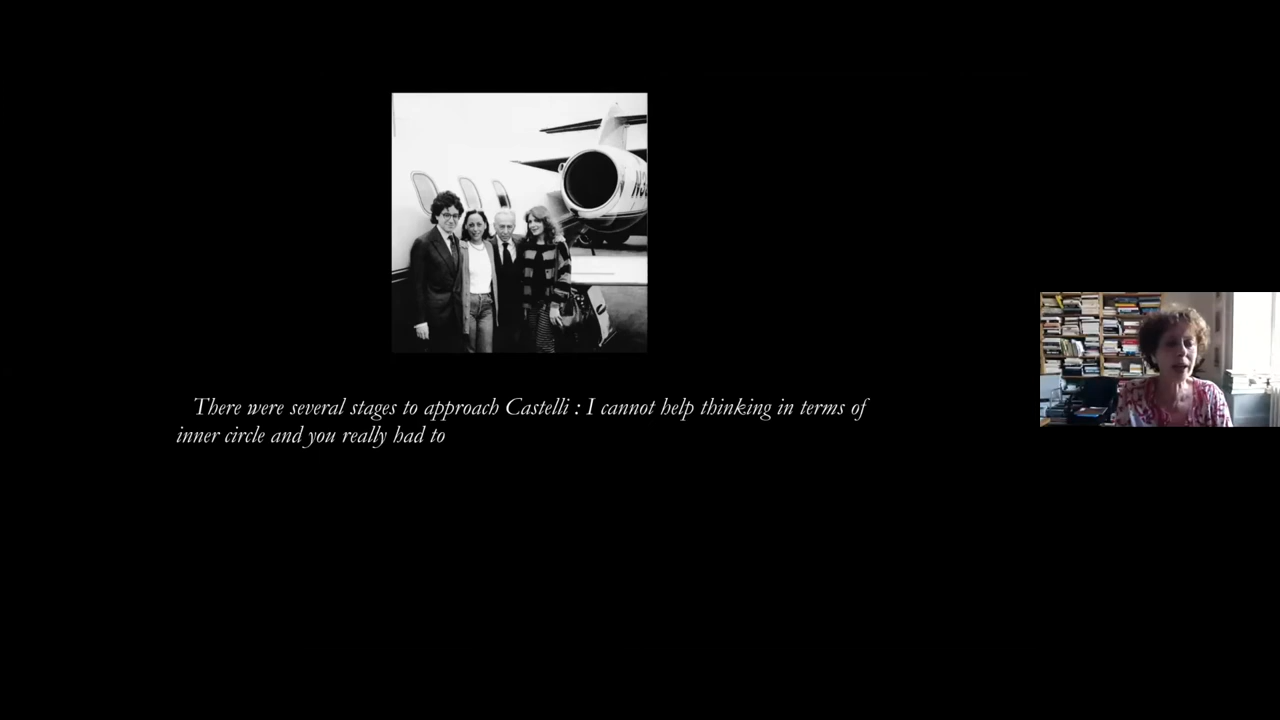 There were several stages to approach Castelli : I cannot help thinking in terms of
inner circle and you really had to